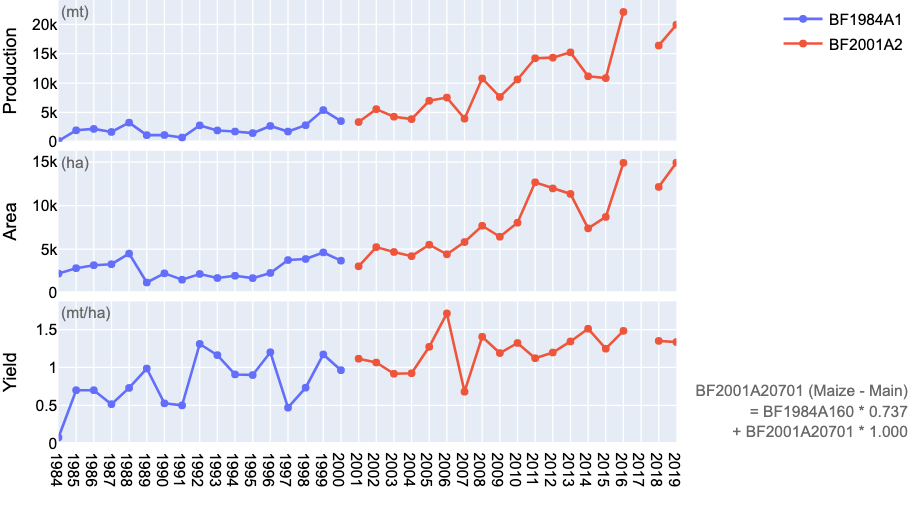 (mt)
20k
15k
10k
5k
0
Production
BF1984A1
BF2001A2
(ha)
15k
10k
5k
0
Area
(mt/ha)
1.5
1
0.5
0
Yield
BF2001A20701 (Maize - Main)
= BF1984A160 * 0.737
+ BF2001A20701 * 1.000
1984
1985
1986
1987
1988
1989
1990
1991
1992
1993
1994
1995
1996
1997
1998
1999
2000
2001
2002
2003
2004
2005
2006
2007
2008
2009
2010
2011
2012
2013
2014
2015
2016
2017
2018
2019